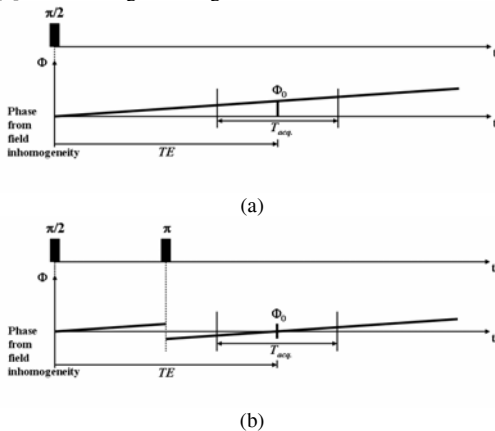 π/2
t
Φ
Φ0
Phase
from
field
inhomogeneity
t
Tacq.
TE
(a)
π/2
π
t
Φ
Φ0
Phase
from
field
inhomogeneity
t
Tacq.
TE
(b)